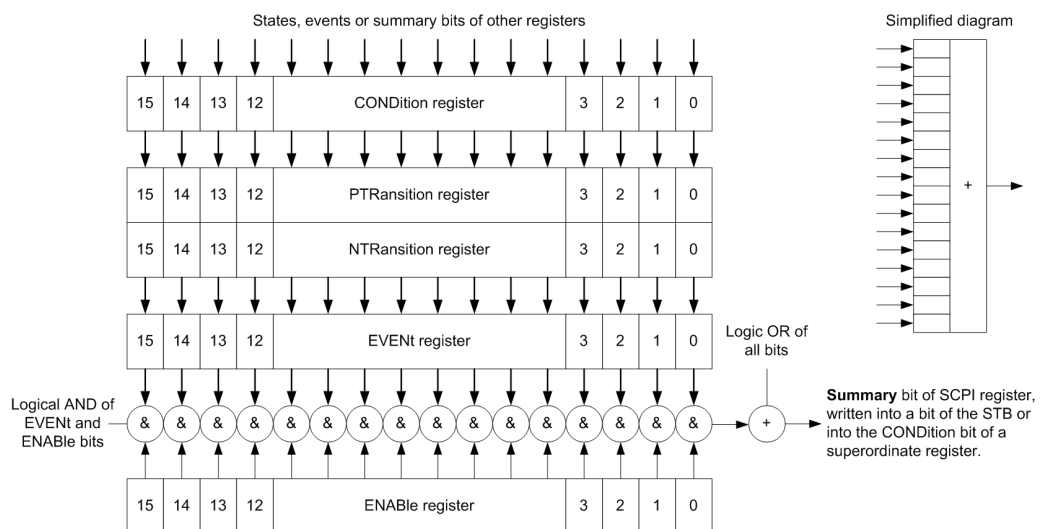 States, events or summary bits of other registers
Simplified diagram
15 14 13 12 CONDition register 3 2 1 0
15 14 13 12 PTRansition register 3 2 1 0
+
15 14 13 12 NTRansition register 3 2 1 0
15 14 13 12 EVENt register 3 2 1 0
Logic OR of
all bits
Logical AND of
EVENt and
ENABle bits
& & & & & & & & & & & & & & & &
+
Summary bit of SCPI register,
written into a bit of the STB or
into the CONDition bit of a
superordinate register.
15 14 13 12 ENABle register 3 2 1 0